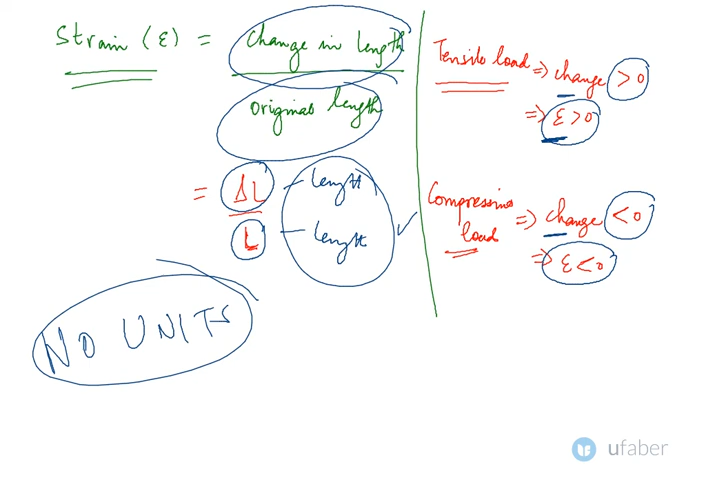 Strain (ε) = change in length
original length
= ΔL - length
L - length
NO UNITS
Tensile load => change > 0
=> ε > 0
Compressive load => change < 0
=> ε < 0
ufaber